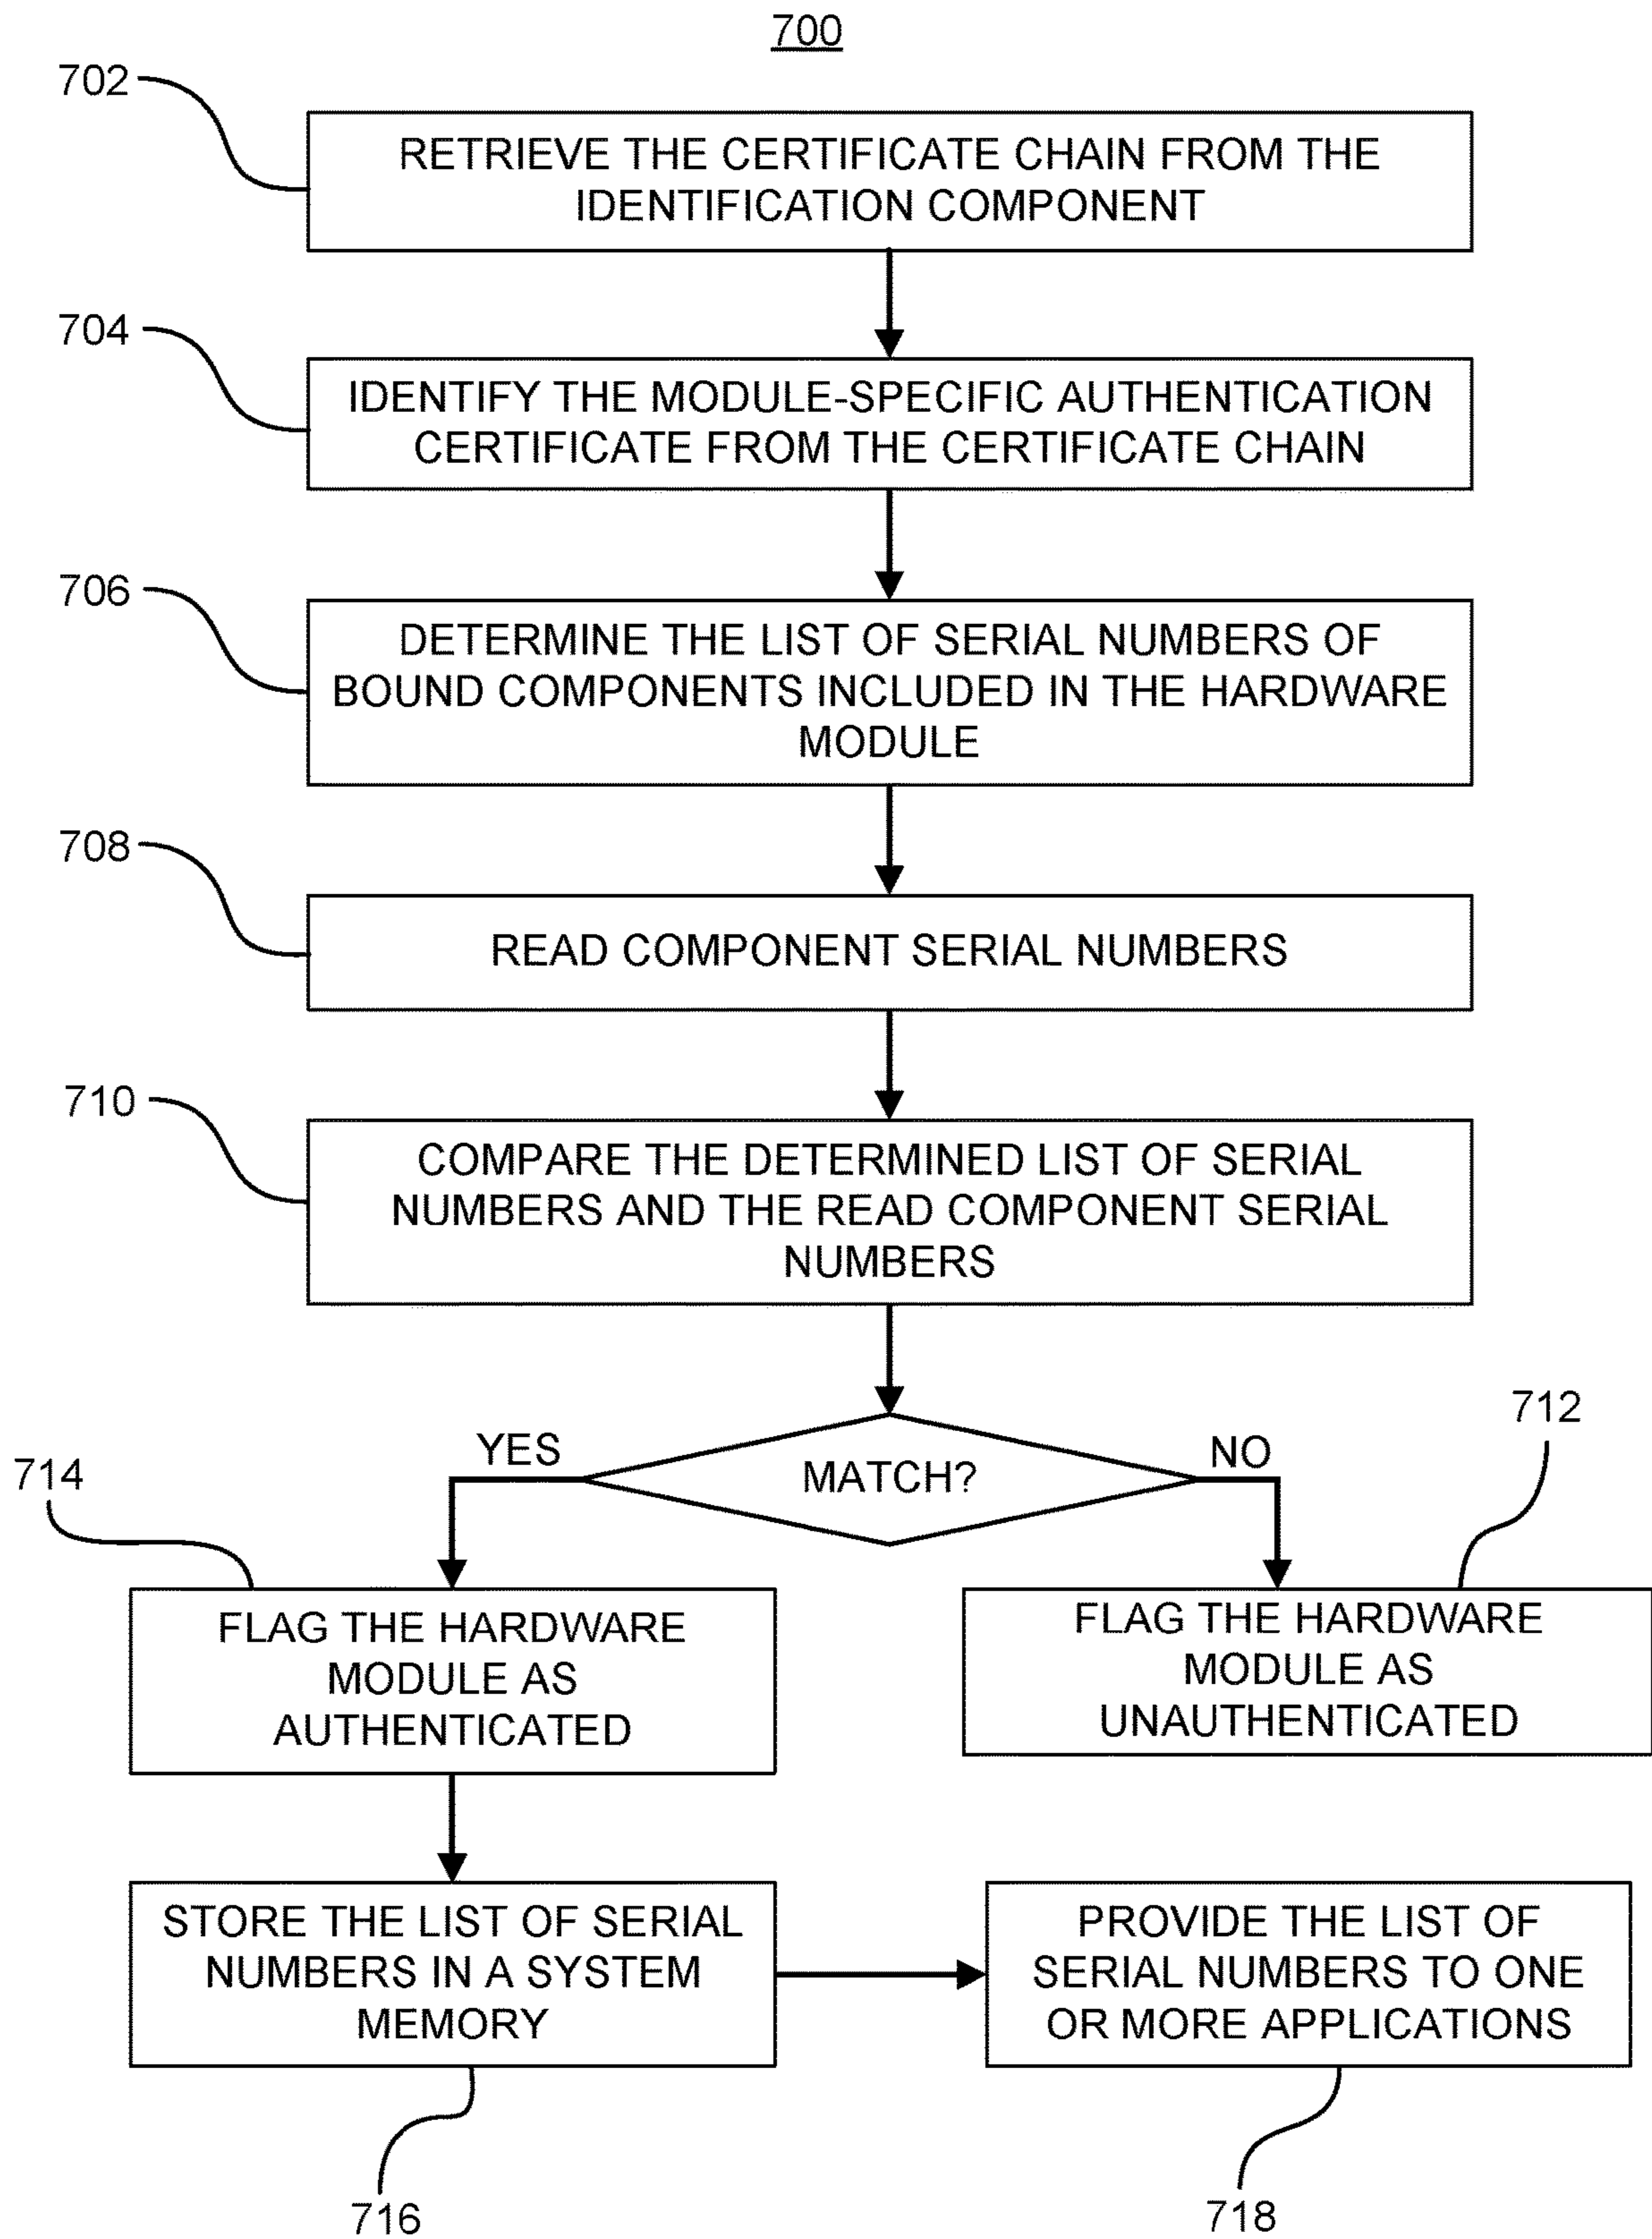 700
702
RETRIEVE THE CERTIFICATE CHAIN FROM THE
IDENTIFICATION COMPONENT
704
IDENTIFY THE MODULE-SPECIFIC AUTHENTICATION
CERTIFICATE FROM THE CERTIFICATE CHAIN
706
DETERMINE THE LIST OF SERIAL NUMBERS OF
BOUND COMPONENTS INCLUDED IN THE HARDWARE
MODULE
708
READ COMPONENT SERIAL NUMBERS
710
COMPARE THE DETERMINED LIST OF SERIAL
NUMBERS AND THE READ COMPONENT SERIAL
NUMBERS
MATCH?
YES
NO
714
FLAG THE HARDWARE
MODULE AS
AUTHENTICATED
712
FLAG THE HARDWARE
MODULE AS
UNAUTHENTICATED
STORE THE LIST OF SERIAL
NUMBERS IN A SYSTEM
MEMORY
716
PROVIDE THE LIST OF
SERIAL NUMBERS TO ONE
OR MORE APPLICATIONS
718